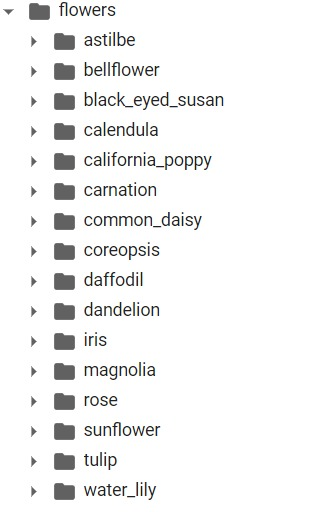 flowers
astilbe
bellflower
black_eyed_susan
calendula
california_poppy
carnation
common_daisy
coreopsis
daffodil
dandelion
iris
magnolia
rose
sunflower
tulip
water_lily